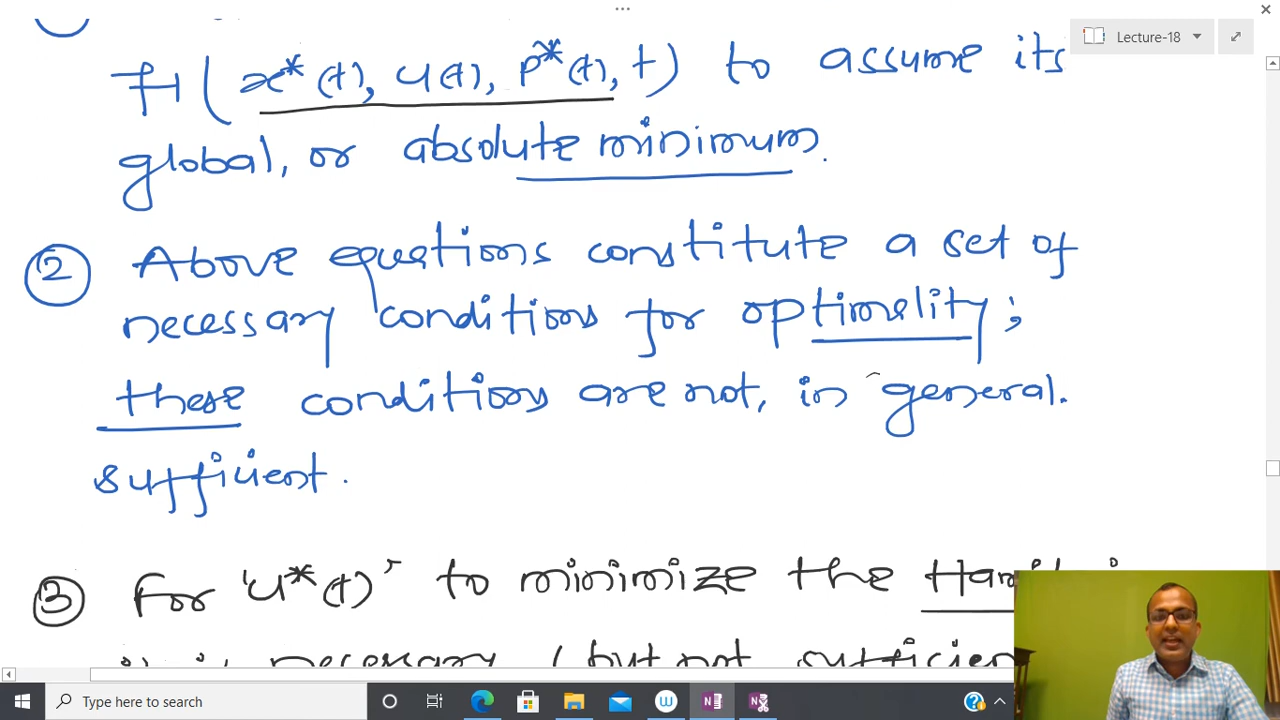 Lecture-18
H(x*(t), u(t), p*(t), t) to assume its
global, or absolute minimum.
② Above equations constitute a set of
necessary conditions for optimality;
these conditions are not, in general.
sufficient.
③ For 'u*(t)' to minimize the
necessary (but not
Type here to search